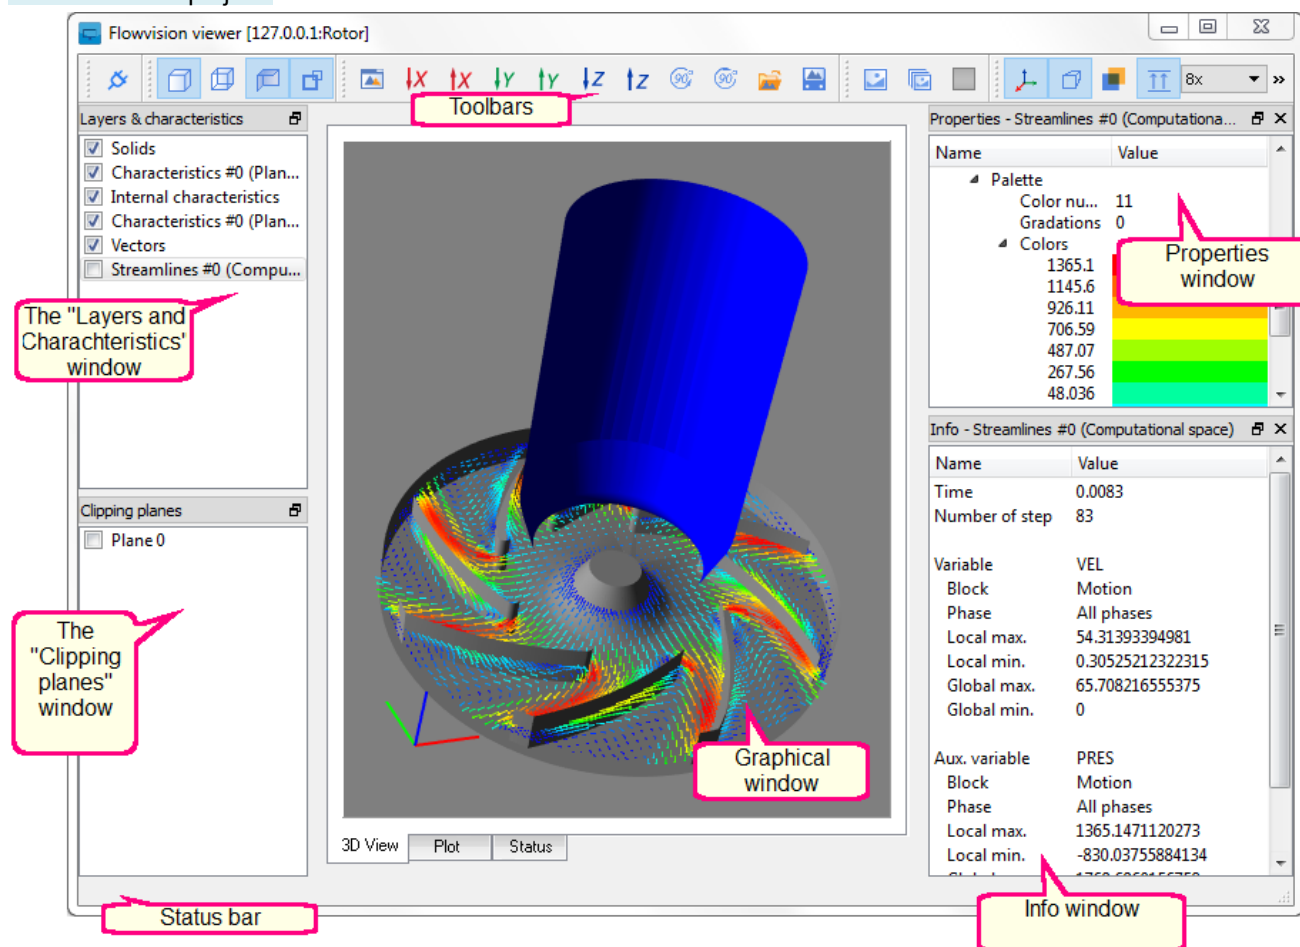 Flowvision viewer [127.0.0.1:Rotor]
X X Y Y Z Z 90° 90° 8x »
Toolbars
Layers & characteristics
Solids
Characteristics #0 (Plan...
Internal characteristics
Characteristics #0 (Plan...
Vectors
Streamlines #0 (Compu...
The "Layers and
Charachteristics"
window
Clipping planes
Plane 0
The
"Clipping
planes"
window
Graphical
window
3D View Plot Status
Status bar
Properties - Streamlines #0 (Computationa...
Name Value
Palette
Color nu... 11
Gradations 0
Colors
1365.1
1145.6
926.11
706.59
487.07
267.56
48.036
Properties
window
Info - Streamlines #0 (Computational space)
Name Value
Time 0.0083
Number of step 83
Variable VEL
Block Motion
Phase All phases
Local max. 54.31393394981
Local min. 0.30525212322315
Global max. 65.708216555375
Global min. 0
Aux. variable PRES
Block Motion
Phase All phases
Local max. 1365.1471120273
Local min. -830.03755884134
Info window